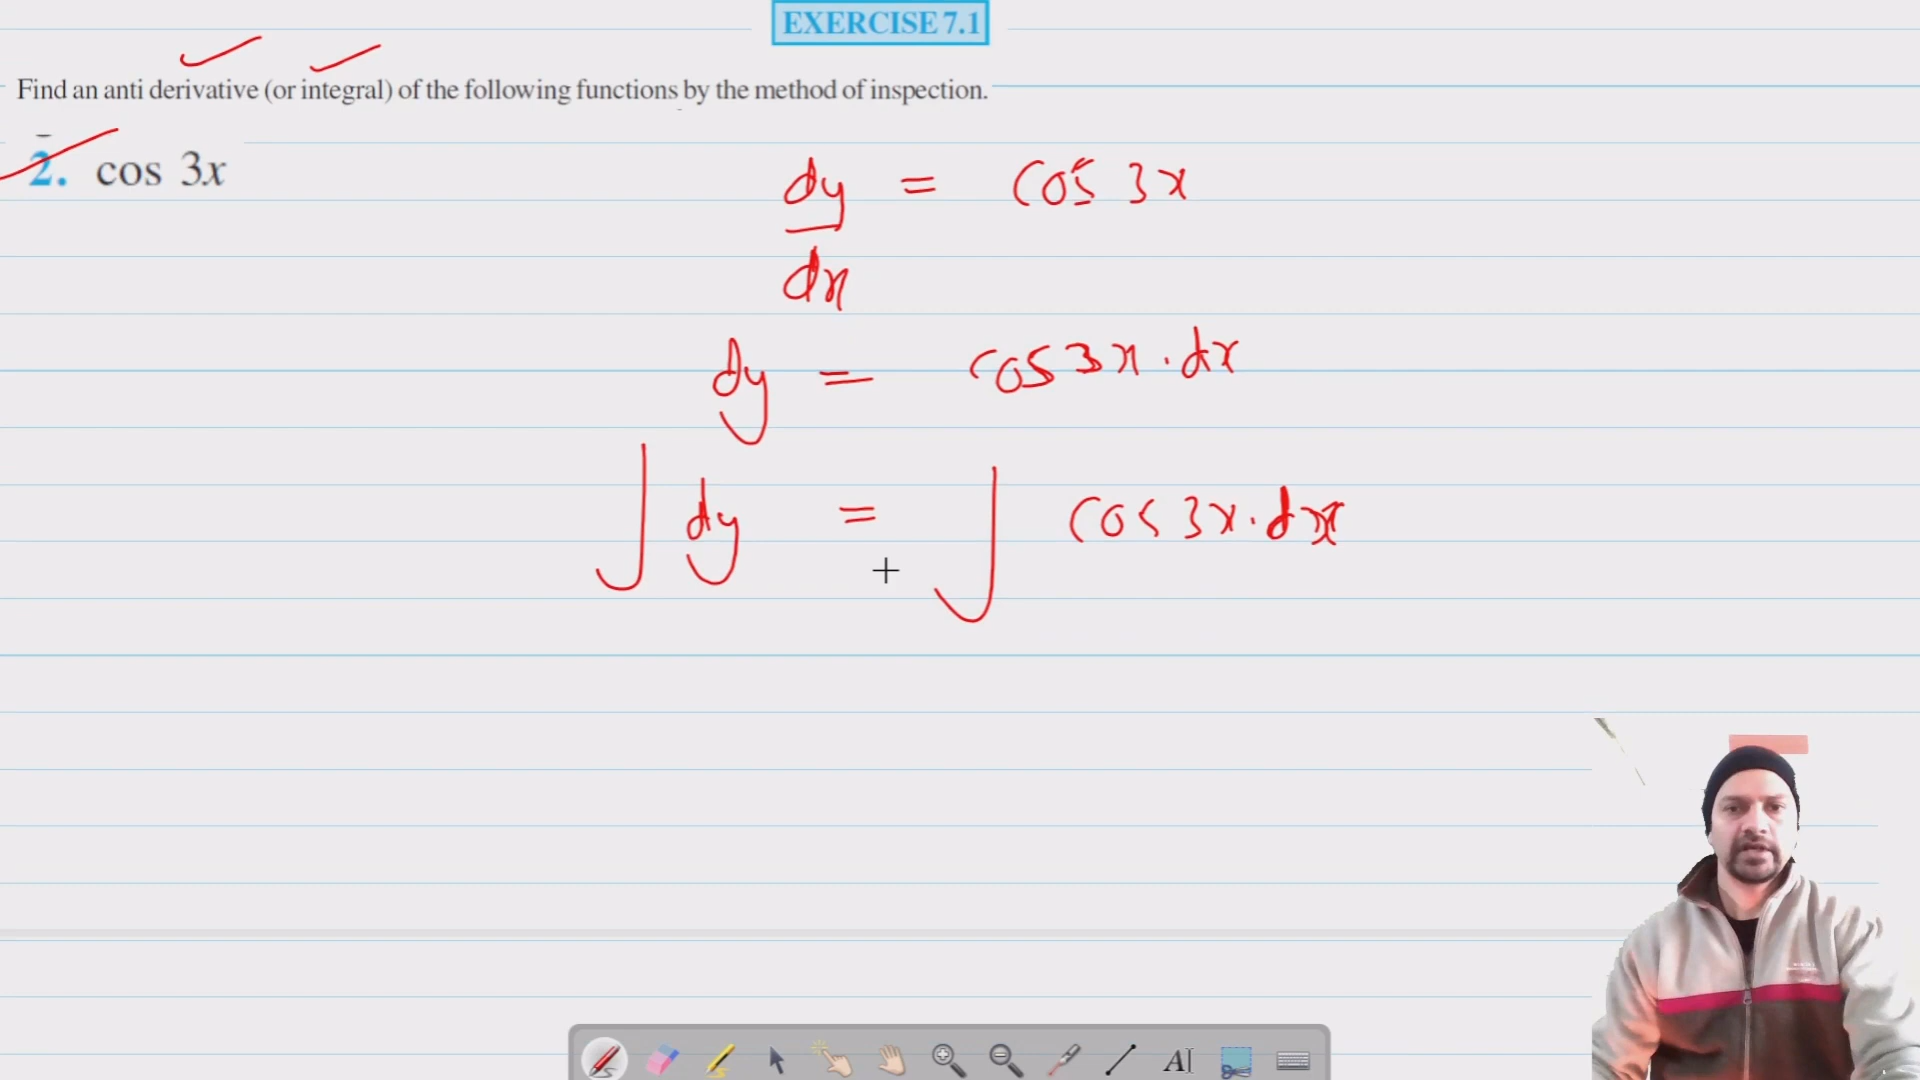 EXERCISE 7.1
Find an anti derivative (or integral) of the following functions by the method of inspection.
2. cos 3x
dy = cos 3x
dx
dy = cos 3x . dx
∫ dy = ∫ cos 3x . dx
AI